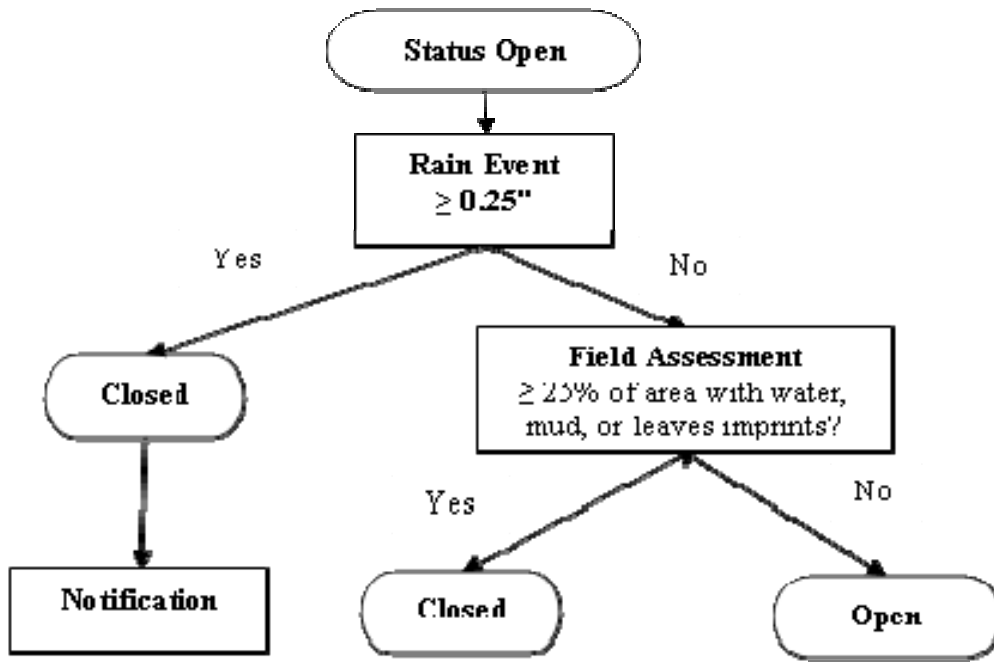 Status Open
Rain Event
≥ 0.25"
Yes
No
Field Assessment
≥ 25% of area with water,
mud, or leaves imprints?
Closed
Yes
No
Notification
Closed
Open